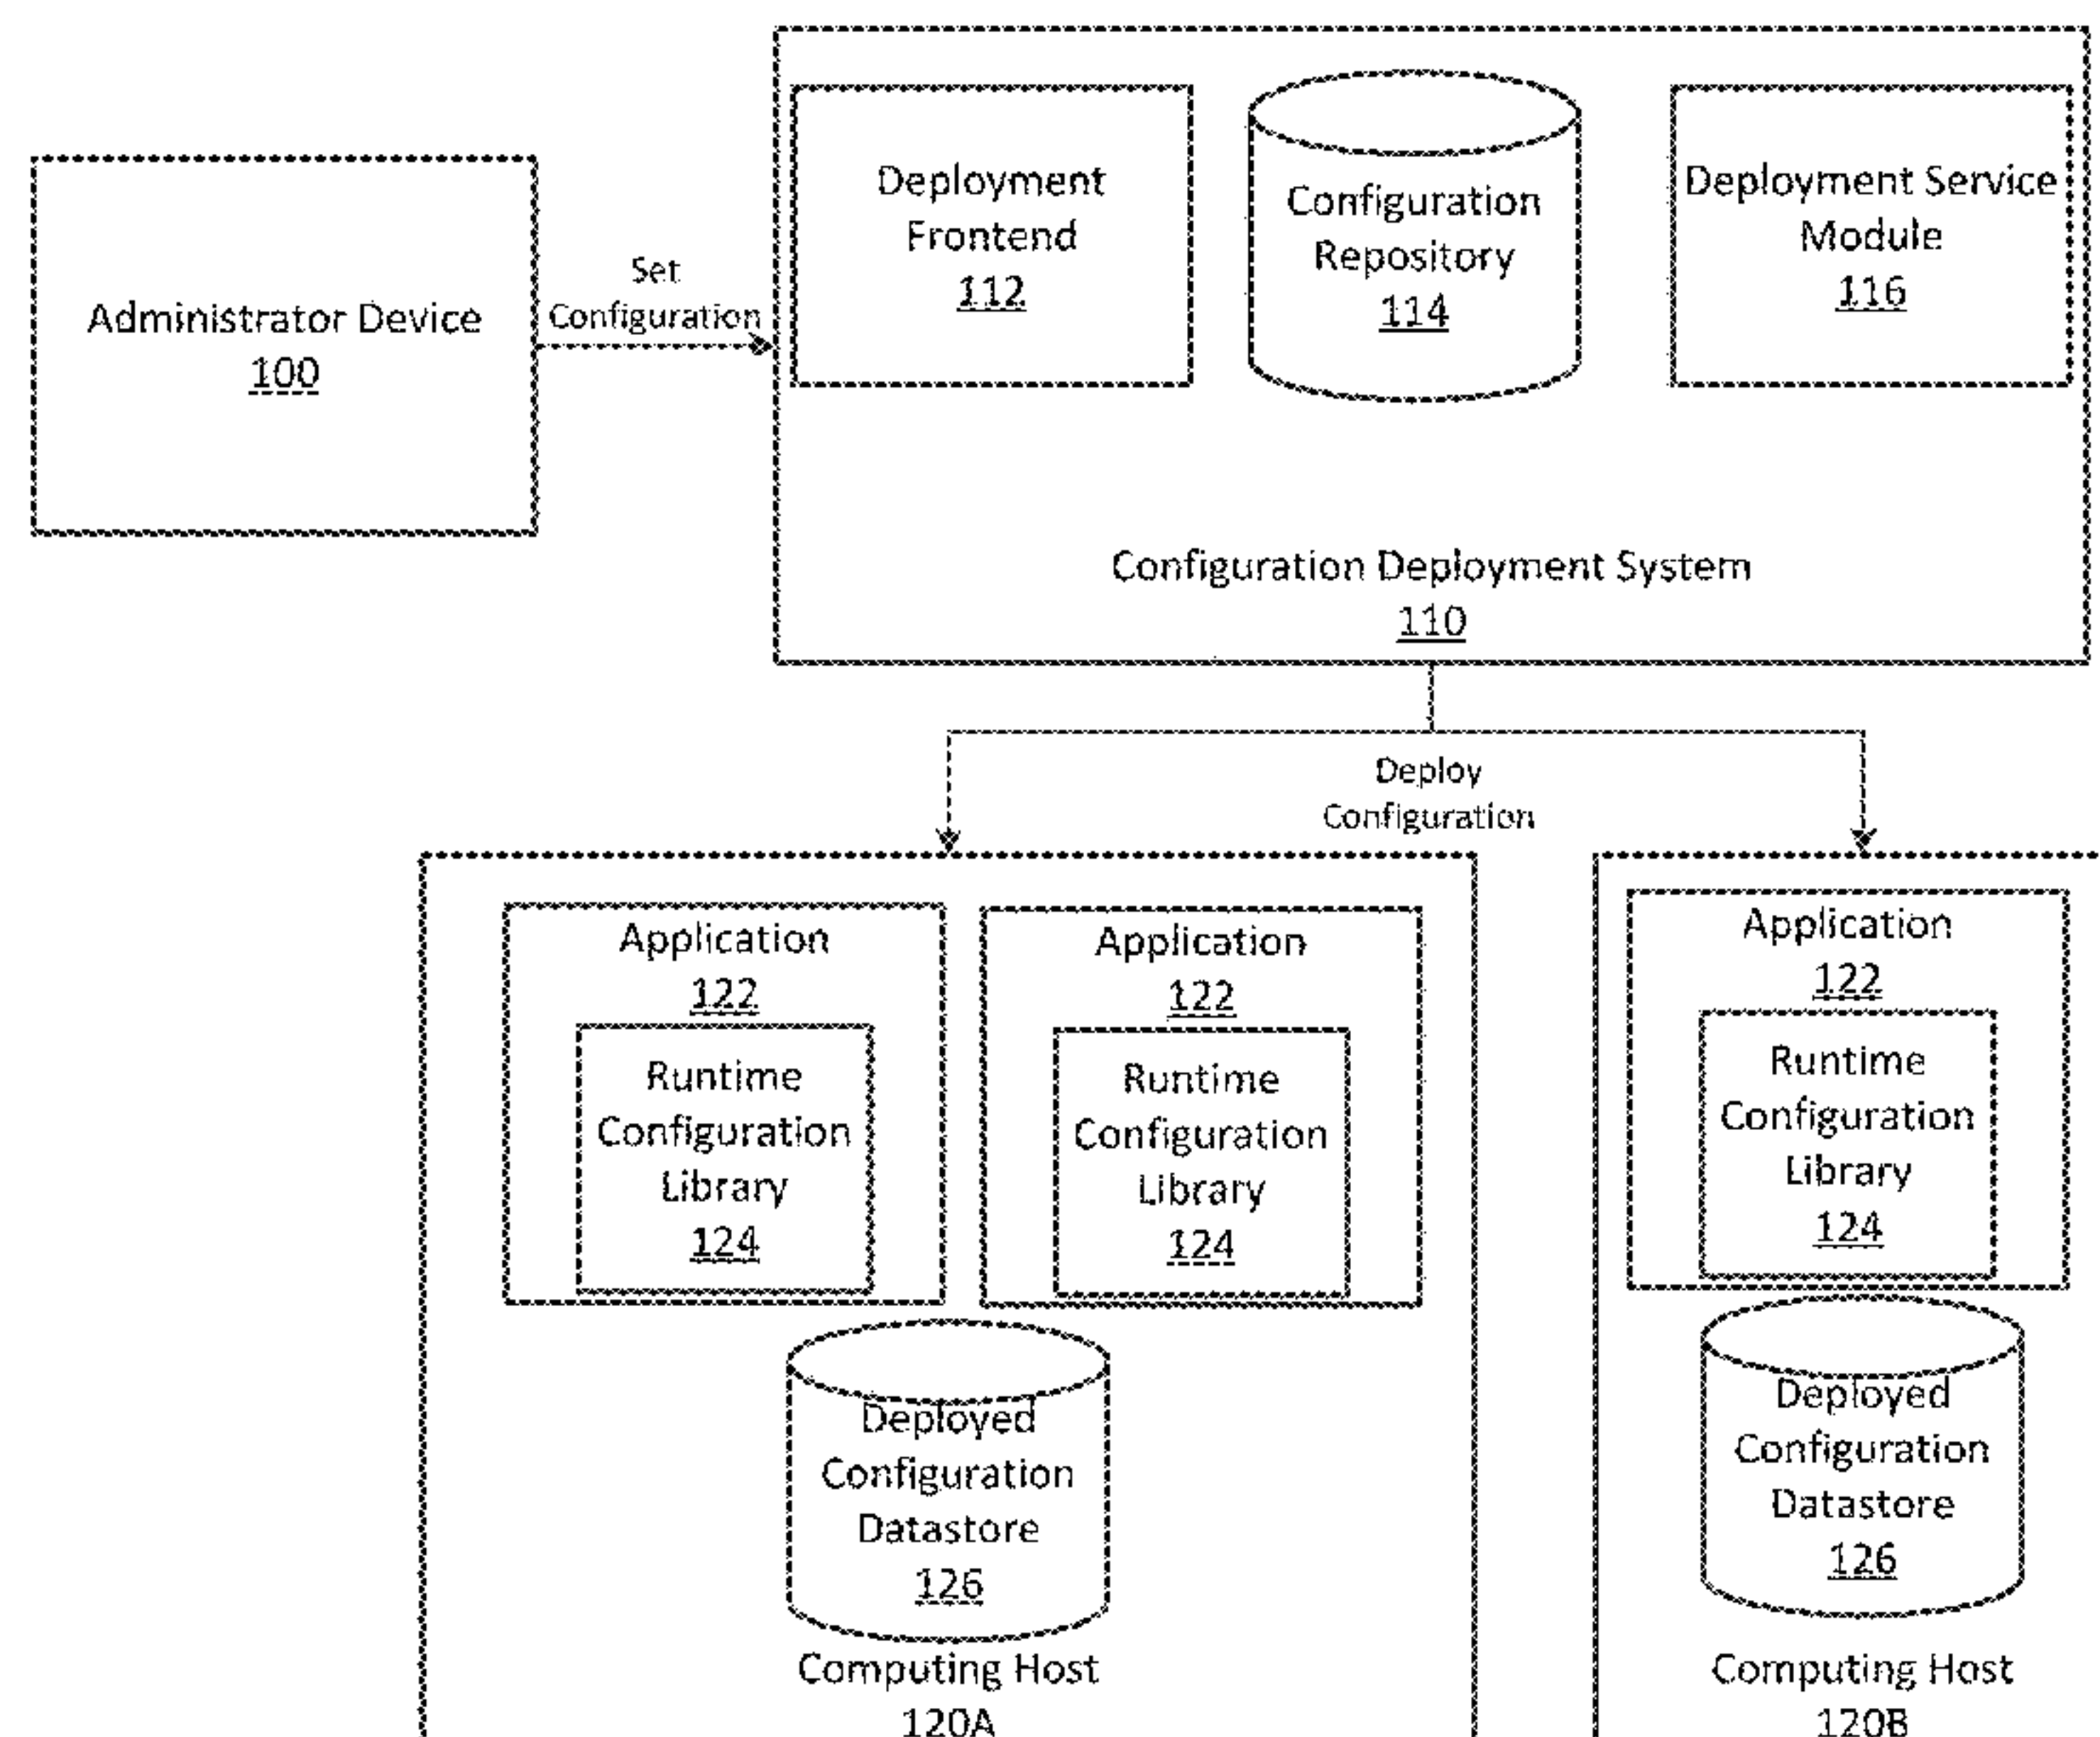 Administrator Device
100
Set
Configuration
Deployment
Frontend
112
Configuration
Repository
114
Deployment Service
Module
116
Configuration Deployment System
110
Deploy
Configuration
Application
122
Runtime
Configuration
Library
124
Application
122
Runtime
Configuration
Library
124
Deployed
Configuration
Datastore
126
Computing Host
120A
Application
122
Runtime
Configuration
Library
124
Deployed
Configuration
Datastore
126
Computing Host
120B